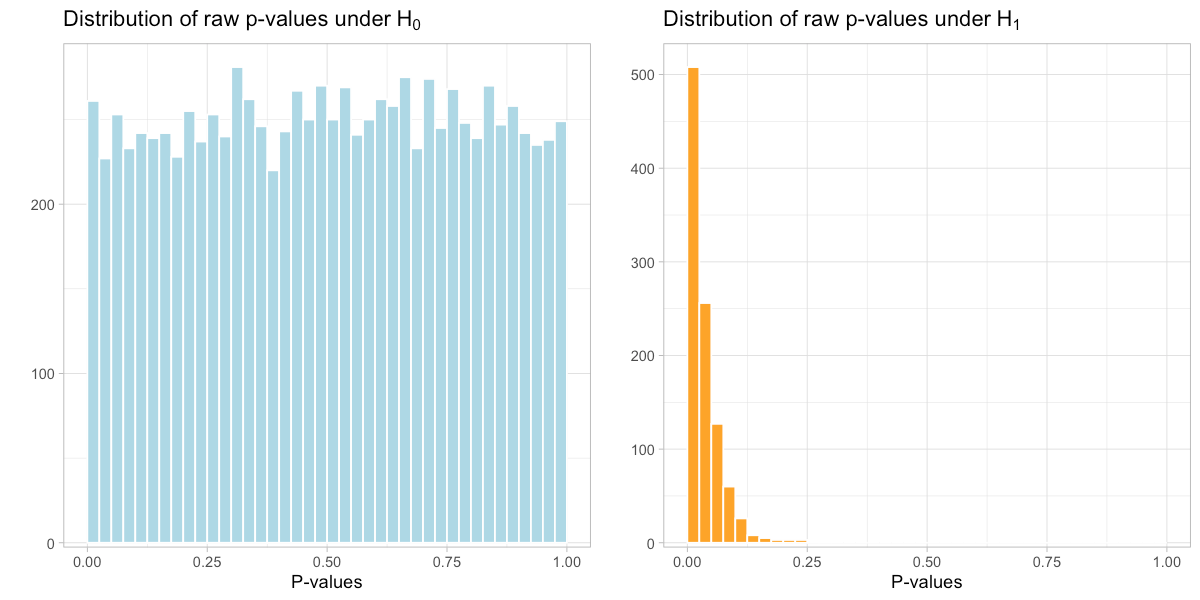 Distribution of raw p-values under H₀
200
100
0
0.00 0.25 0.50 0.75 1.00
P-values
Distribution of raw p-values under H₁
500
400
300
200
100
0
0.00 0.25 0.50 0.75 1.00
P-values